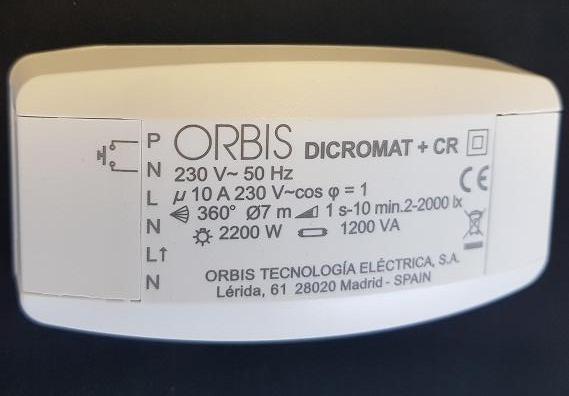 P
N
L
N
L↑
N
ORBIS DICROMAT + CR
230 V~ 50 Hz
µ 10 A 230 V~cos φ = 1
360° Ø7 m 1 s-10 min.2-2000 lx
2200 W 1200 VA
CE
ORBIS TECNOLOGÍA ELÉCTRICA, S.A.
Lérida, 61 28020 Madrid - SPAIN